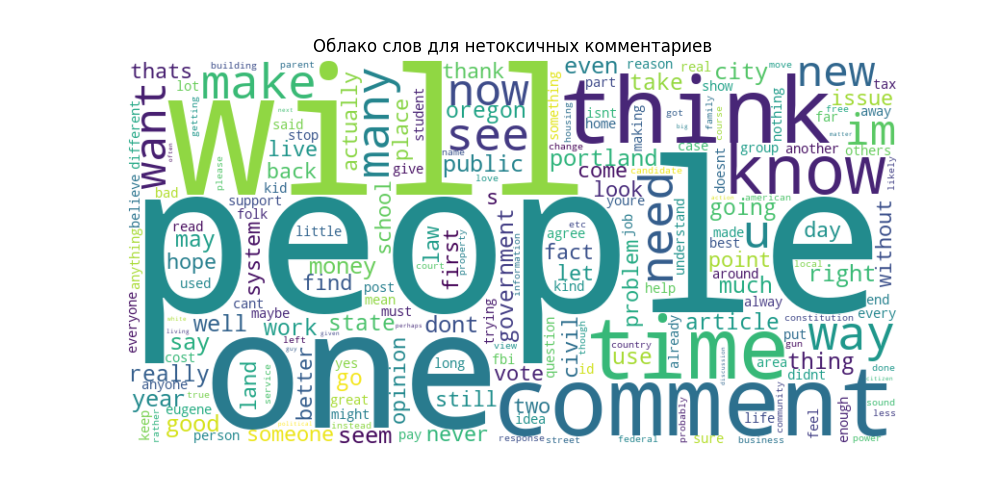 Облако слов для нетоксичных комментариев
thats
building
parent
lot
make
will
actually
many
place
thank
now
see
oregon
public
student
give
something
even
reason
real
part
take
city
show
new
move
tax
issue
far
free
away
im
others
matter
want
different
believe
getting
said
next
stop
live
back
please
bad
often
kid
support
folk
school
name
love
housing
isnt
home
change
portland
come
look
youre
think
making
got
big
case
family
course
doesnt
group
another
nothing
know
likely
people
read
may
hope
used
anything
system
little
money
find
law
court
first
property
s
government
information
etc
agree
fact
let
kind
problem
job
need
understand
help
candidate
going
american
u
made
best
point
around
day
local
right
much
alway
without
end
every
everyone
cant
maybe
post
mean
must
dont
trying
white
well
work
state
say
living
left
given
perhaps
guy
cost
really
anyone
year
true
eugene
keep
rather
good
person
land
service
one
someone
better
yes
go
great
might
instead
political
seem
opinion
pay
never
long
still
view
fbi
vote
question
civil
though
id
two
idea
response
street
comment
country
use
time
already
article
area
constitution
put
gun
way
thing
didnt
discussion
done
citizen
federal
probably
sure
business
life
community
feel
enough
sound
less
power